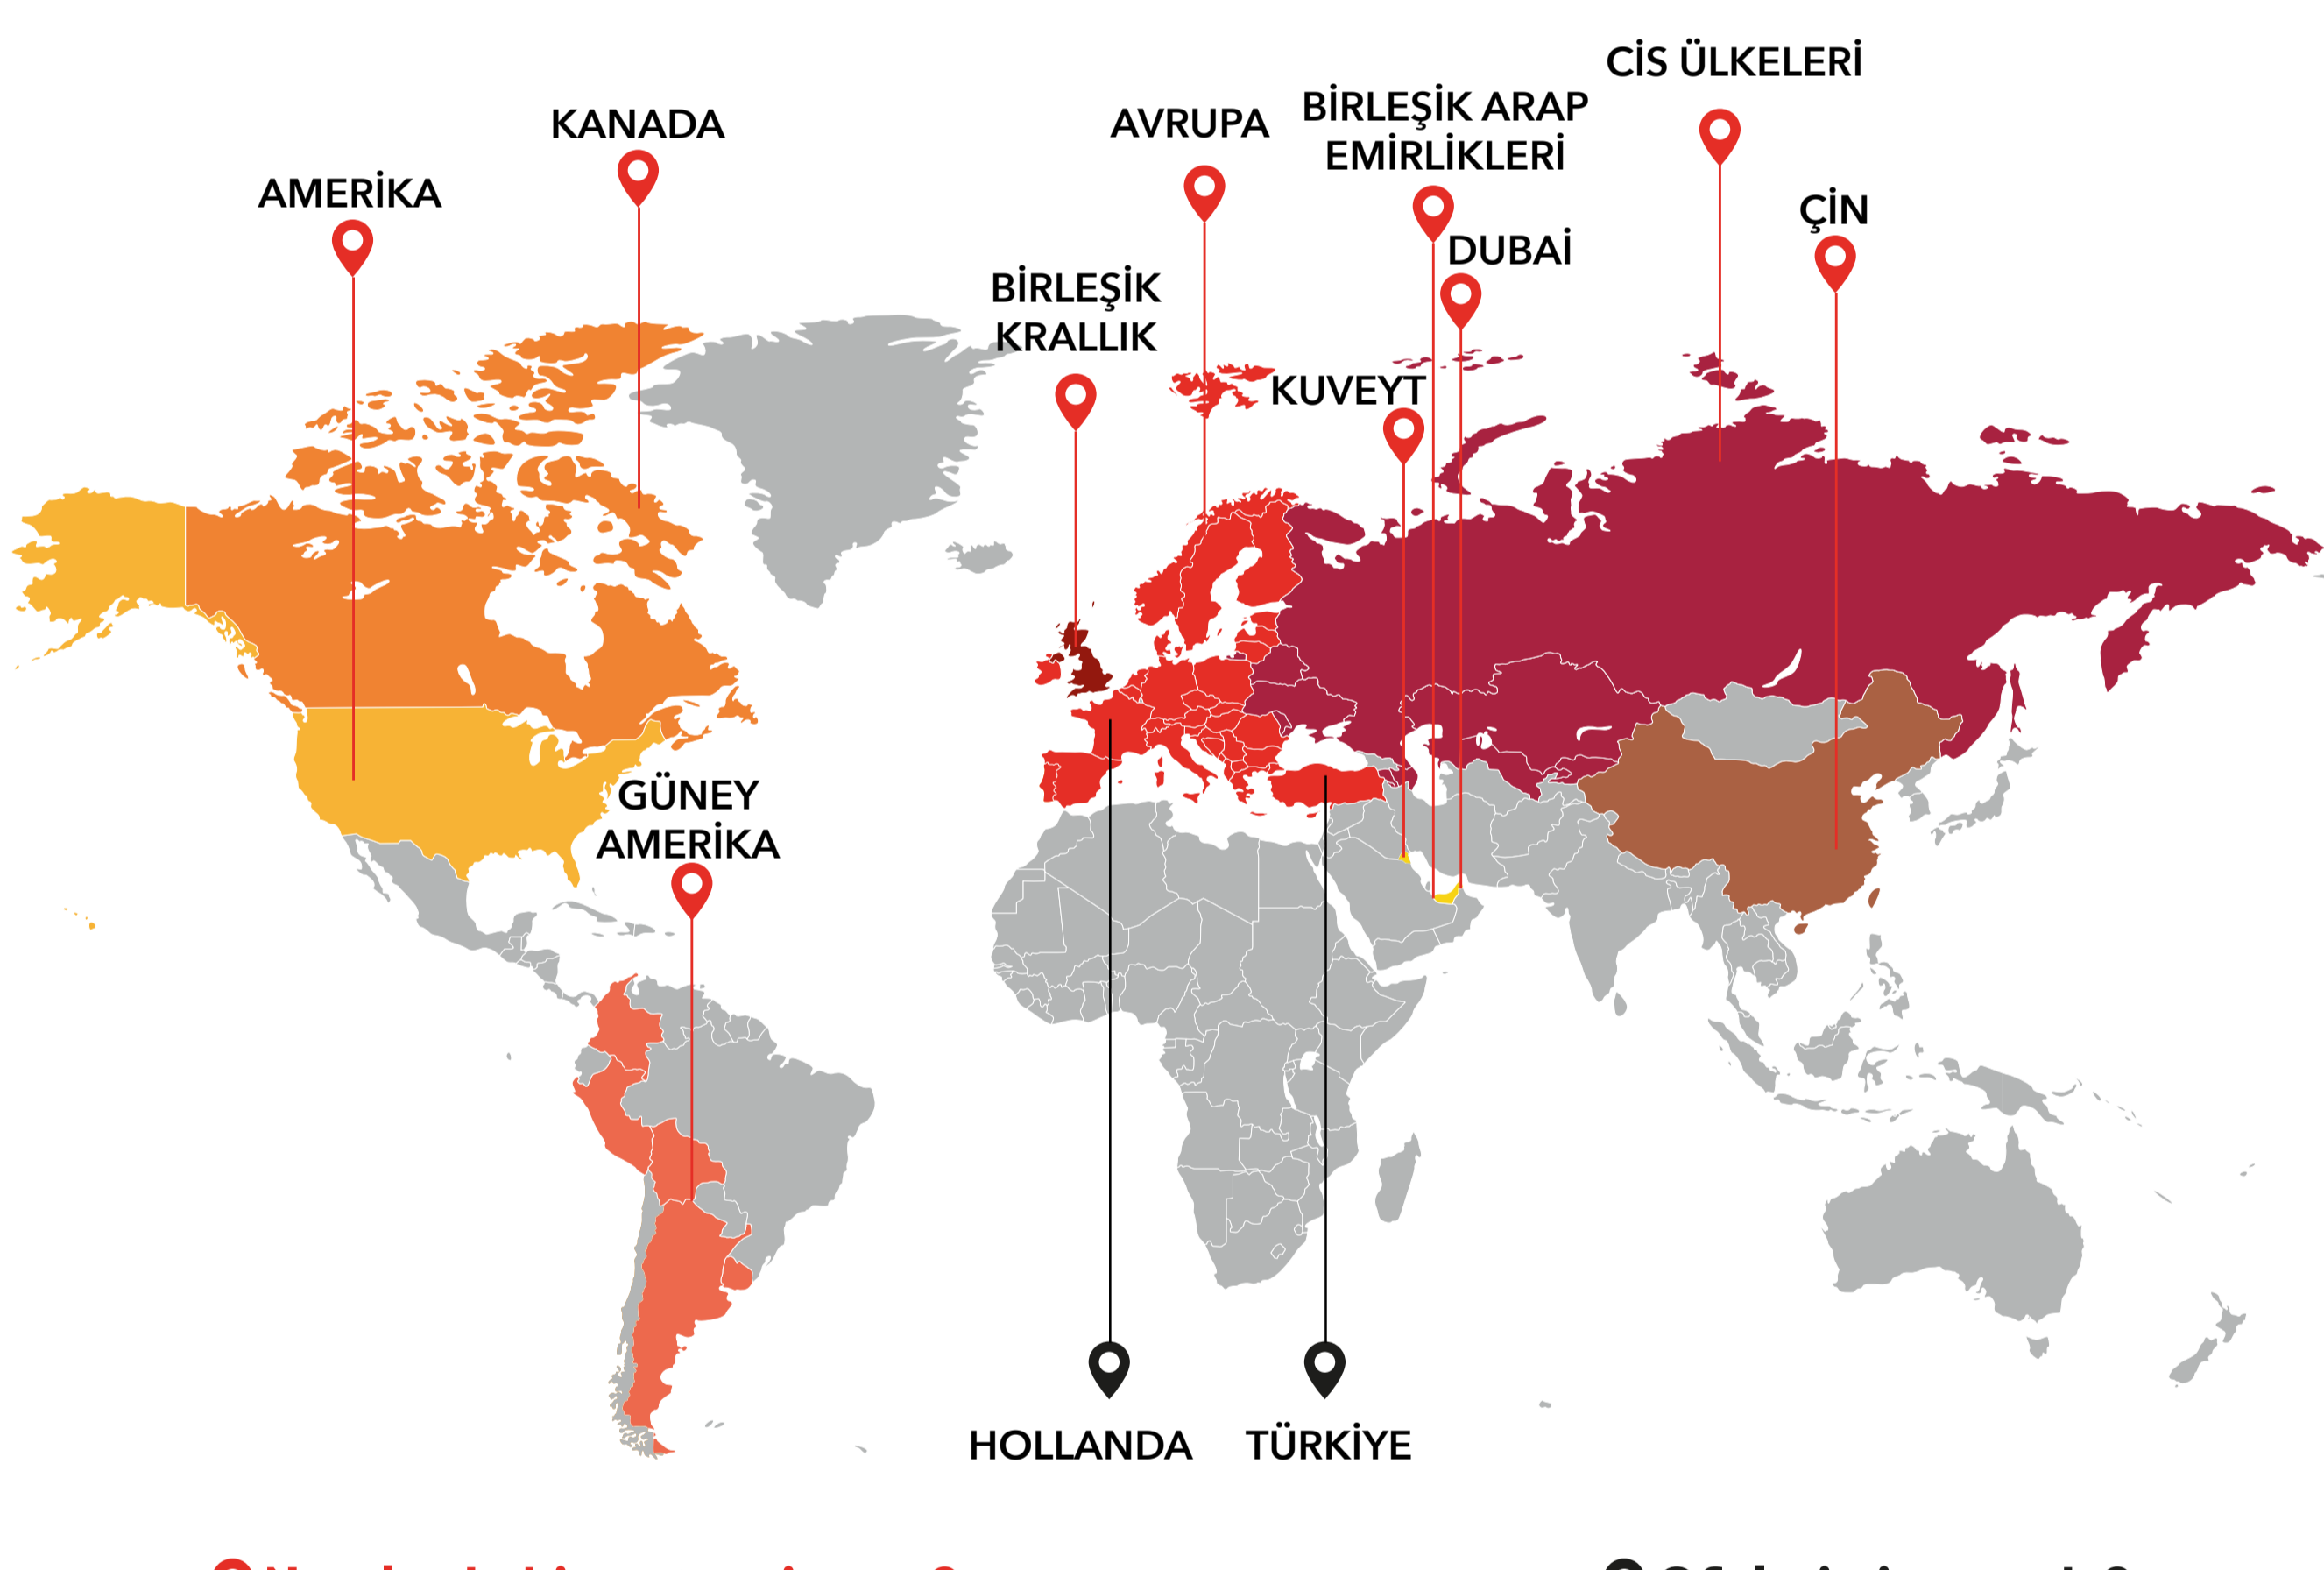 CİS ÜLKELERİ
KANADA
AVRUPA
BİRLEŞİK ARAP
EMİRLİKLERİ
AMERİKA
ÇİN
DUBAİ
BİRLEŞİK
KRALLIK
KUVEYT
GÜNEY
AMERİKA
HOLLANDA
TÜRKİYE